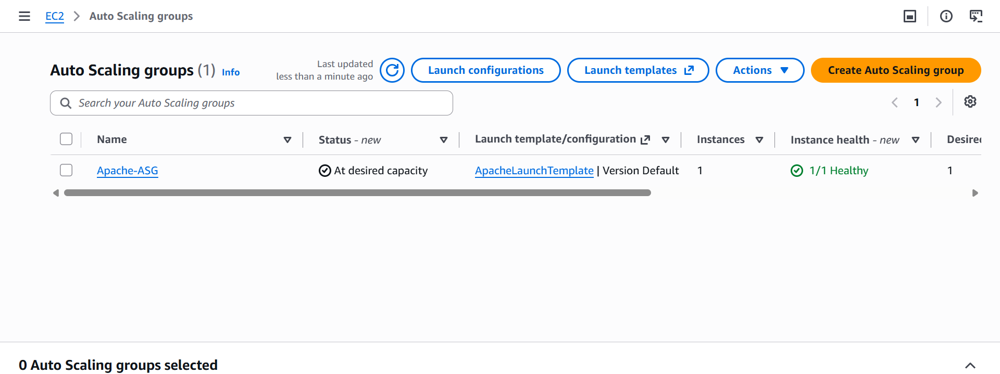 EC2 > Auto Scaling groups
Auto Scaling groups (1) Info
Last updated
less than a minute ago
Launch configurations
Launch templates
Actions
Create Auto Scaling group
Search your Auto Scaling groups
1
Name
Status - new
Launch template/configuration
Instances
Instance health - new
Desired
Apache-ASG
At desired capacity
ApacheLaunchTemplate | Version Default
1
1/1 Healthy
1
0 Auto Scaling groups selected